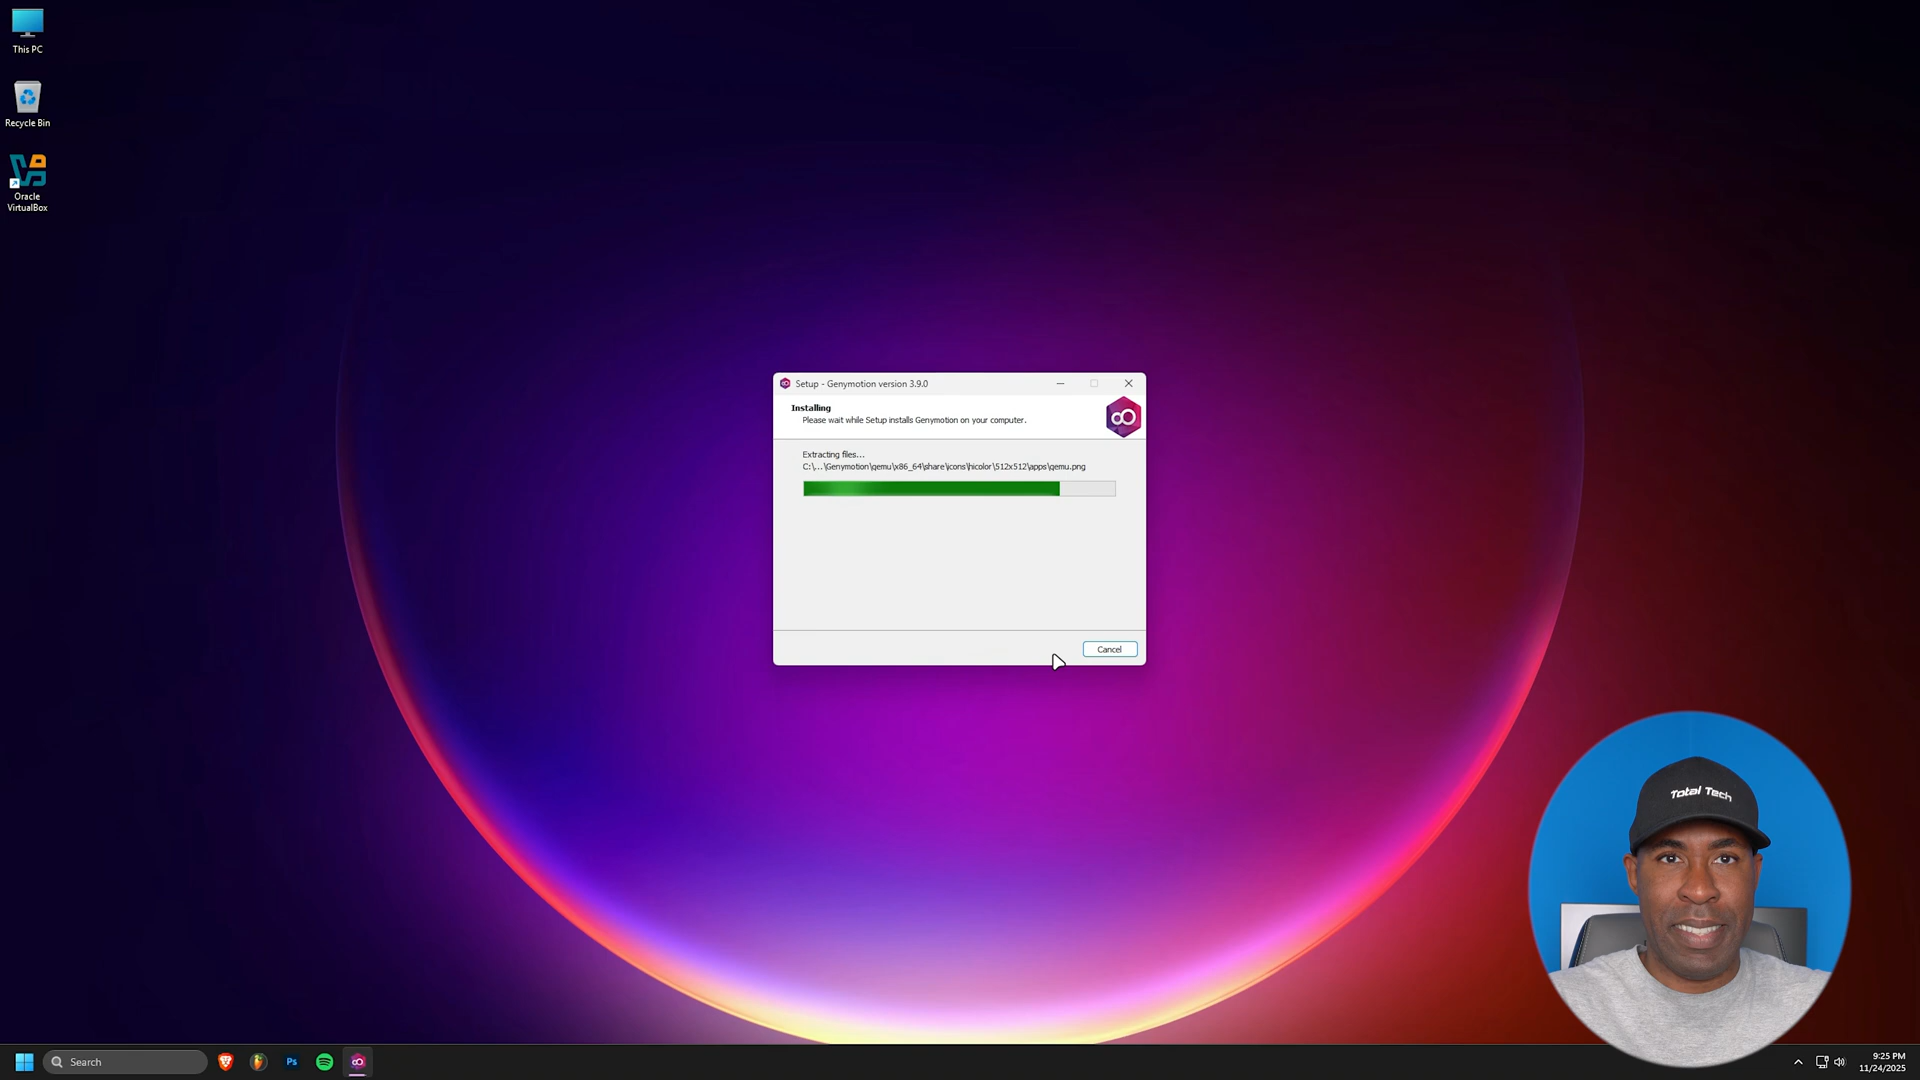 This PC
Recycle Bin
Oracle
VirtualBox
Setup - Genymotion version 3.9.0
Installing
Please wait while Setup installs Genymotion on your computer.
Extracting files...
C:\...\Genymotion\qemu\x86_64\share\icons\hicolor\512x512\apps\qemu.png
Cancel
Total Tech
Search
Ps
9:25 PM
11/24/2025